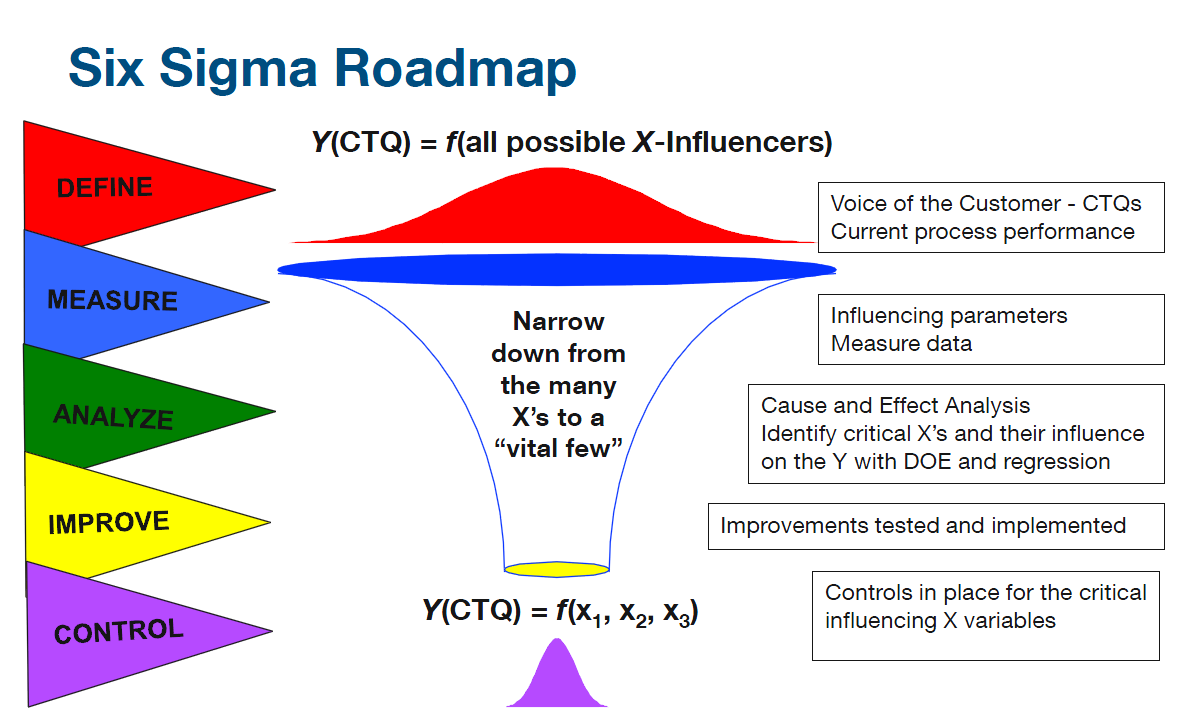 Six Sigma Roadmap
Y(CTQ) = f(all possible X-Influencers)
DEFINE
Voice of the Customer - CTQs
Current process performance
MEASURE
Influencing parameters
Measure data
Narrow
down from
the many
X’s to a
“vital few”
ANALYZE
Cause and Effect Analysis
Identify critical X’s and their influence
on the Y with DOE and regression
IMPROVE
Improvements tested and implemented
CONTROL
Controls in place for the critical
influencing X variables
Y(CTQ) = f(x₁, x₂, x₃)